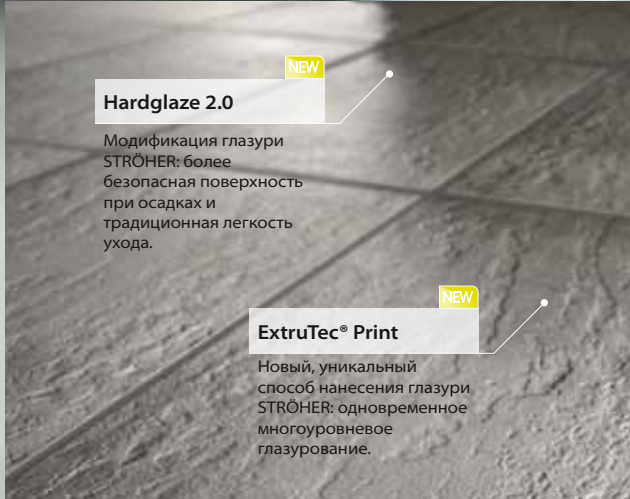 NEW
Hardglaze 2.0
Модификация глазури
STRÖHER: более
безопасная поверхность
при осадках и
традиционная легкость
ухода.
NEW
ExtruTec® Print
Новый, уникальный
способ нанесения глазури
STRÖHER: одновременное
многоуровневое
глазурование.